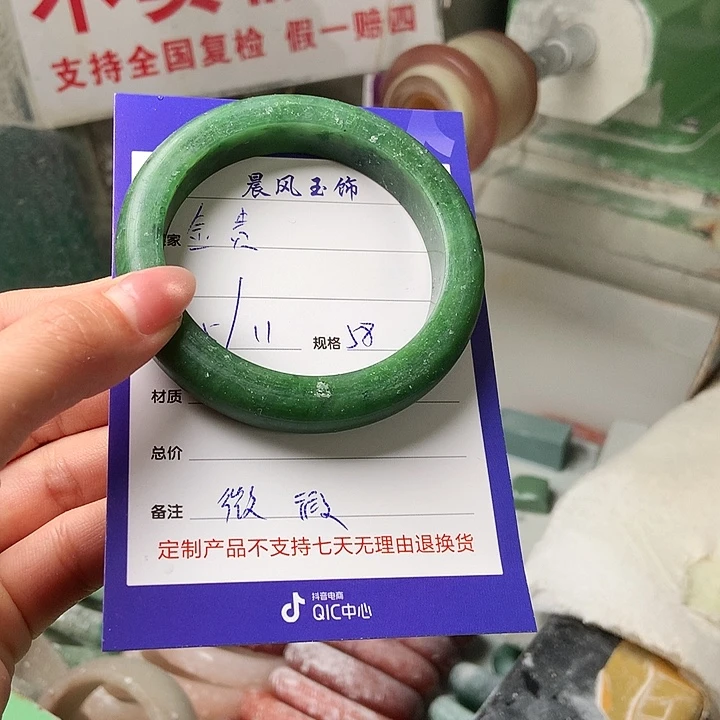 支持全国复检 假一赔四
晨风玉饰
家
11 规格 58
材质
总价
备注 微瑕
定制产品不支持七天无理由退换货
抖音电商
QIC中心